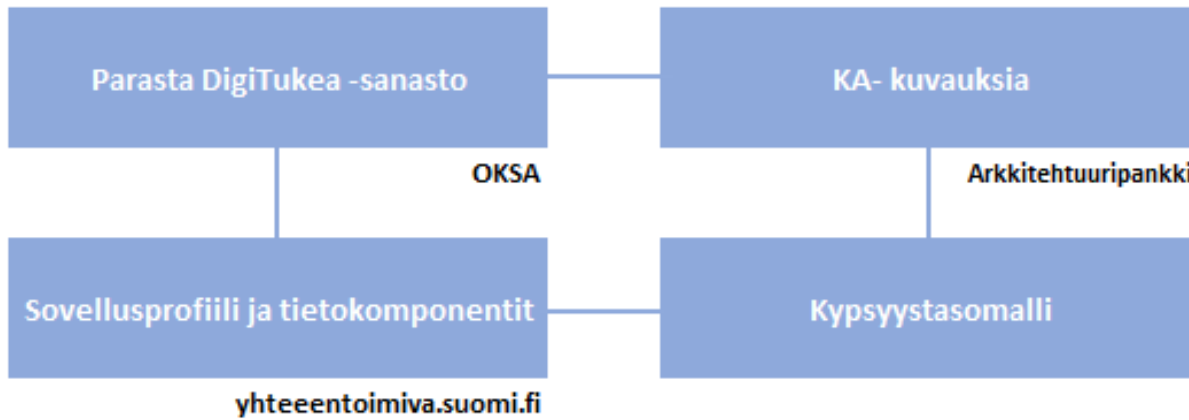 Parasta DigiTukea -sanasto
KA- kuvauksia
OKSA
Arkkitehtuuripankki
Sovellusprofiili ja tietokomponentit
Kypsyystasomalli
yhteeentoimiva.suomi.fi